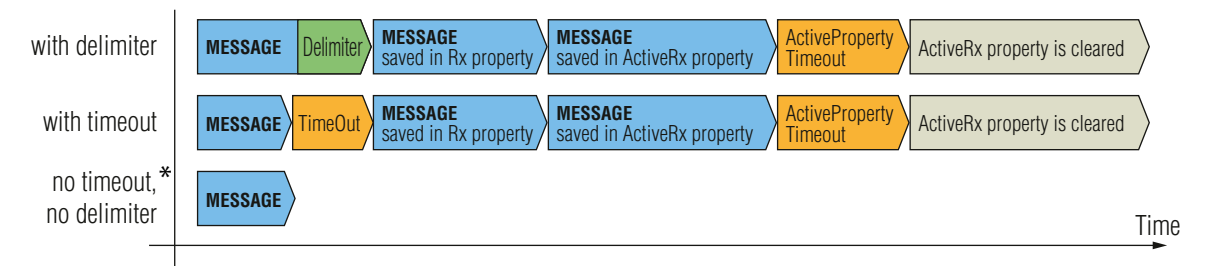 with delimiter
MESSAGE
Delimiter
MESSAGE
saved in Rx property
MESSAGE
saved in ActiveRx property
ActiveProperty
Timeout
ActiveRx property is cleared
with timeout
MESSAGE
TimeOut
MESSAGE
saved in Rx property
MESSAGE
saved in ActiveRx property
ActiveProperty
Timeout
ActiveRx property is cleared
no timeout,*
no delimiter
MESSAGE
Time